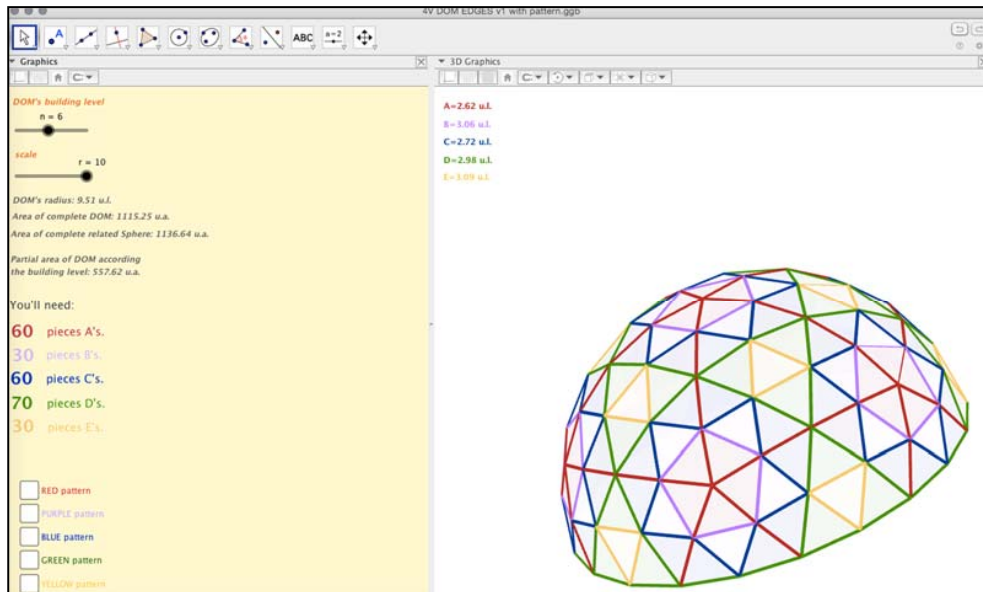 4V DOM EDGES v1 with pattern.ggb
ABC
a=2
Graphics
3D Graphics
DOM's building level
n = 6
scale
r = 10
DOM's radius: 9.51 u.l.
Area of complete DOM: 1115.25 u.a.
Area of complete related Sphere: 1136.64 u.a.
Partial area of DOM according
the building level: 557.62 u.a.
You'll need:
60 pieces A's.
30 pieces B's.
60 pieces C's.
70 pieces D's.
30 pieces E's.
RED pattern
PURPLE pattern
BLUE pattern
GREEN pattern
YELLOW pattern
A=2.62 u.l.
B=3.06 u.l.
C=2.72 u.l.
D=2.98 u.l.
E=3.09 u.l.